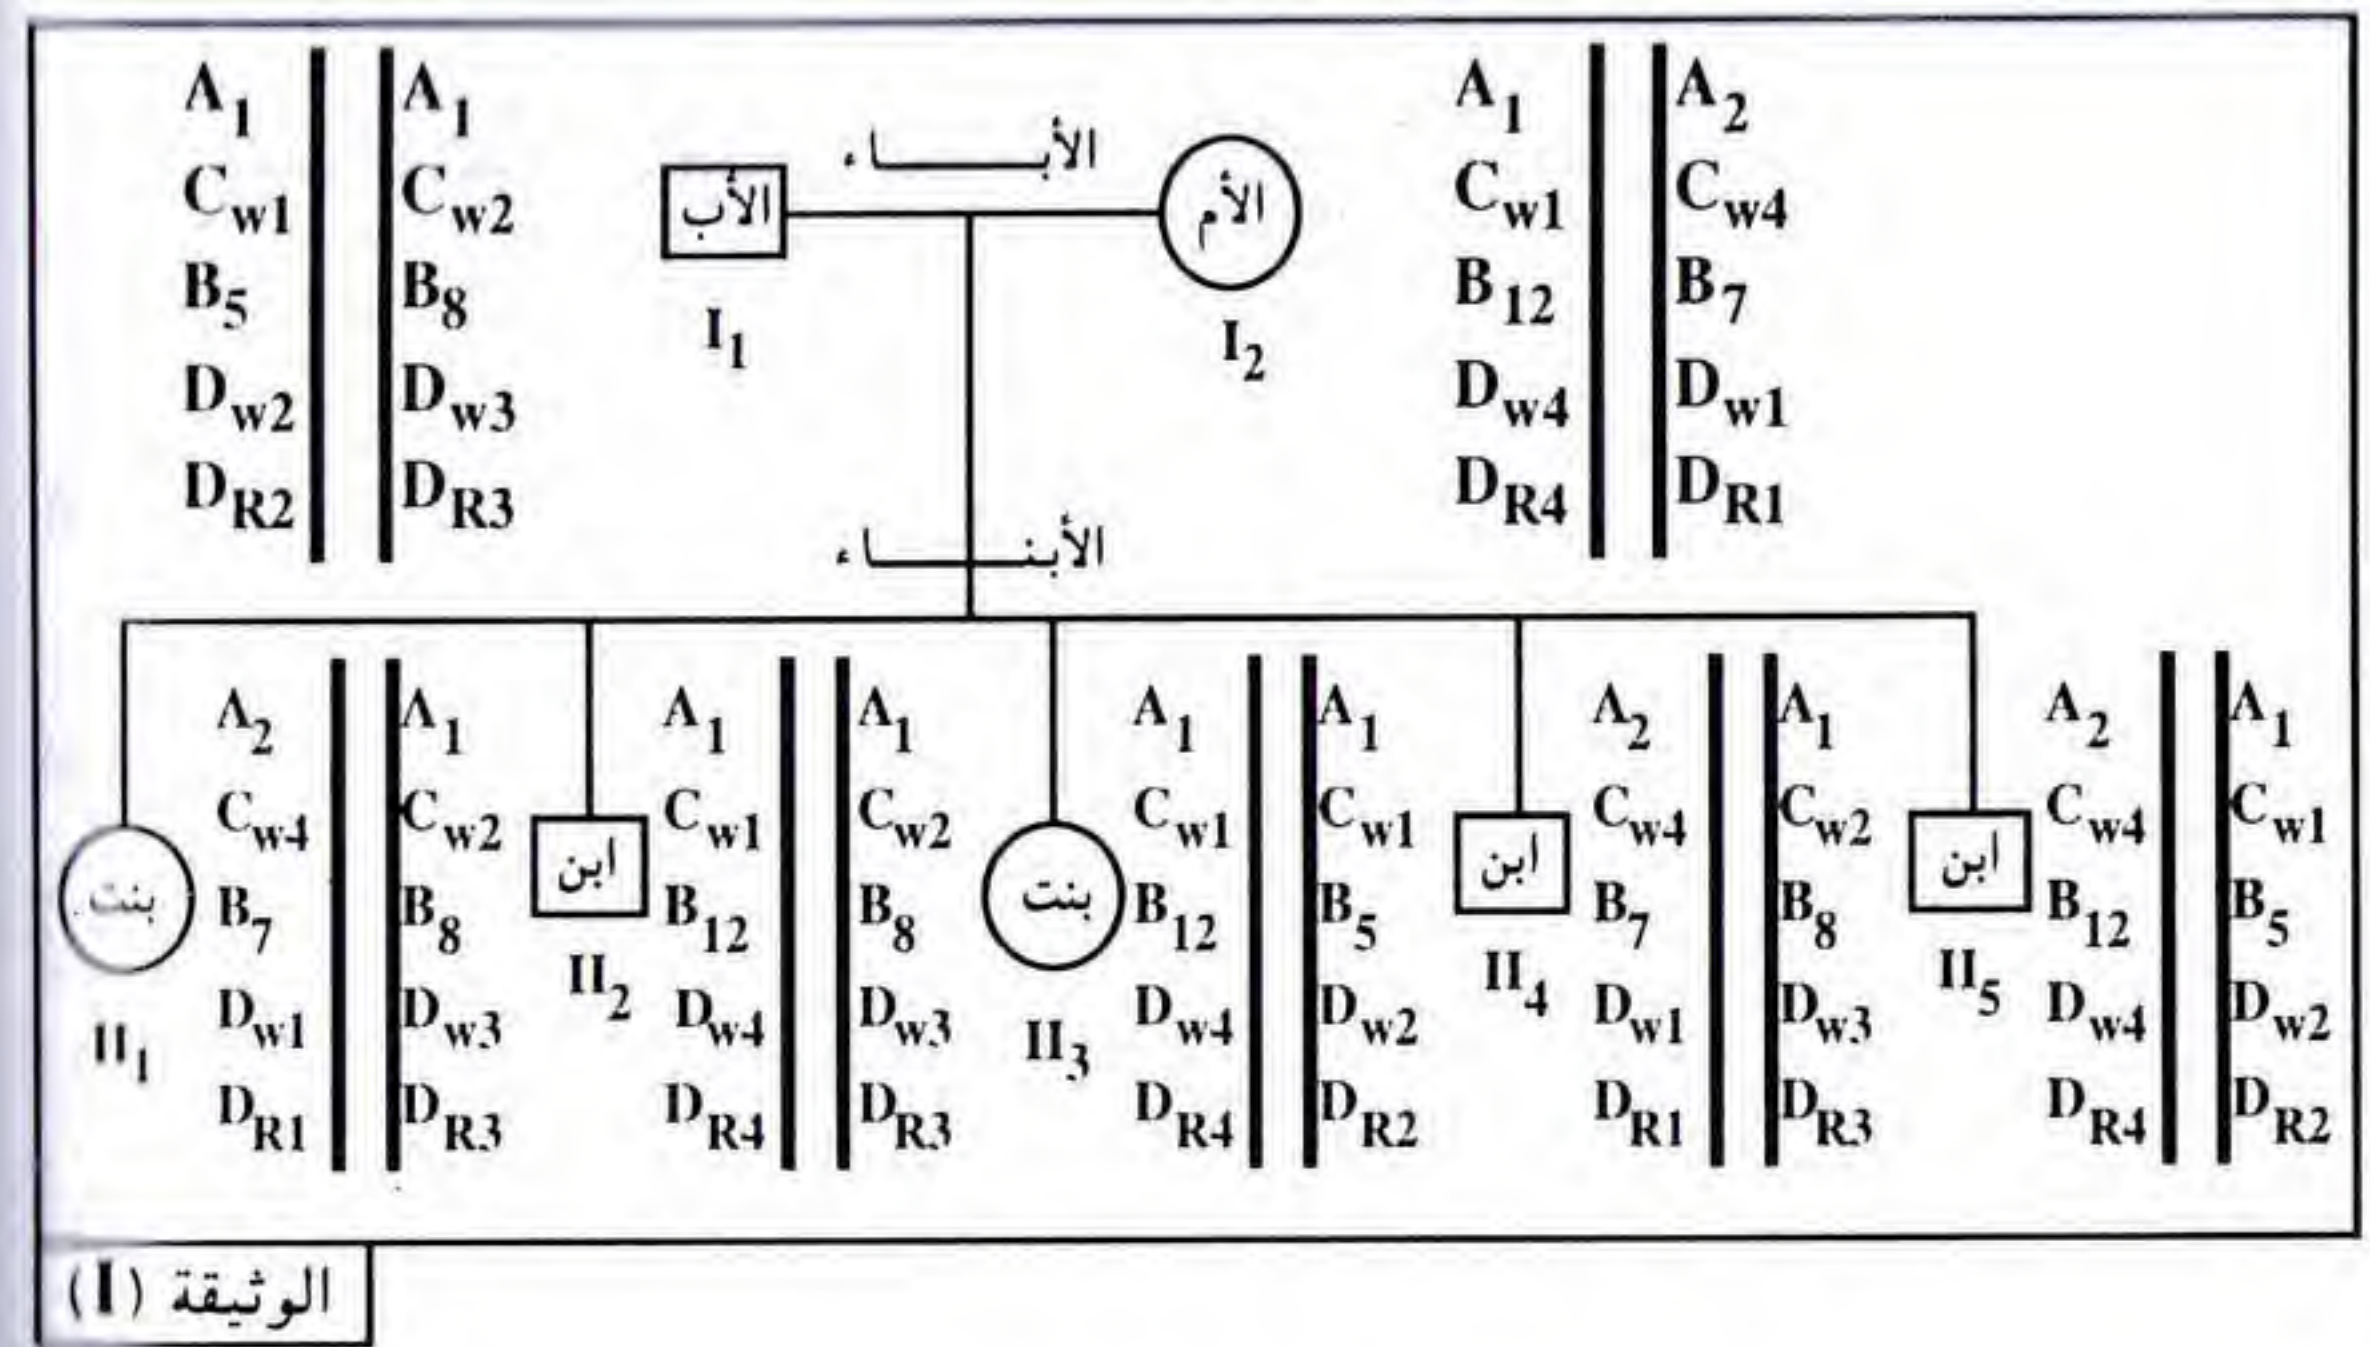 A1 A1 الأبـــــــاء A1 A2
Cw1 Cw2 الأب الأم Cw1 Cw4
B5 B8 I1 I2 B12 B7
Dw2 Dw3 Dw4 Dw1
DR2 DR3 DR4 DR1
الأبنـــــــاء
A2 A1 A1 A1 A1 A1 A2 A1 A2 A1
Cw4 Cw2 Cw1 Cw2 Cw1 Cw1 Cw4 Cw2 Cw4 Cw1
بنت B7 B8 ابن B12 B8 بنت B12 B5 ابن B7 B8 ابن B12 B5
II1 Dw1 Dw3 II2 Dw4 Dw3 II3 Dw4 Dw2 II4 Dw1 Dw3 II5 Dw4 Dw2
DR1 DR3 DR4 DR3 DR4 DR2 DR1 DR3 DR4 DR2
الوثيقة (I)